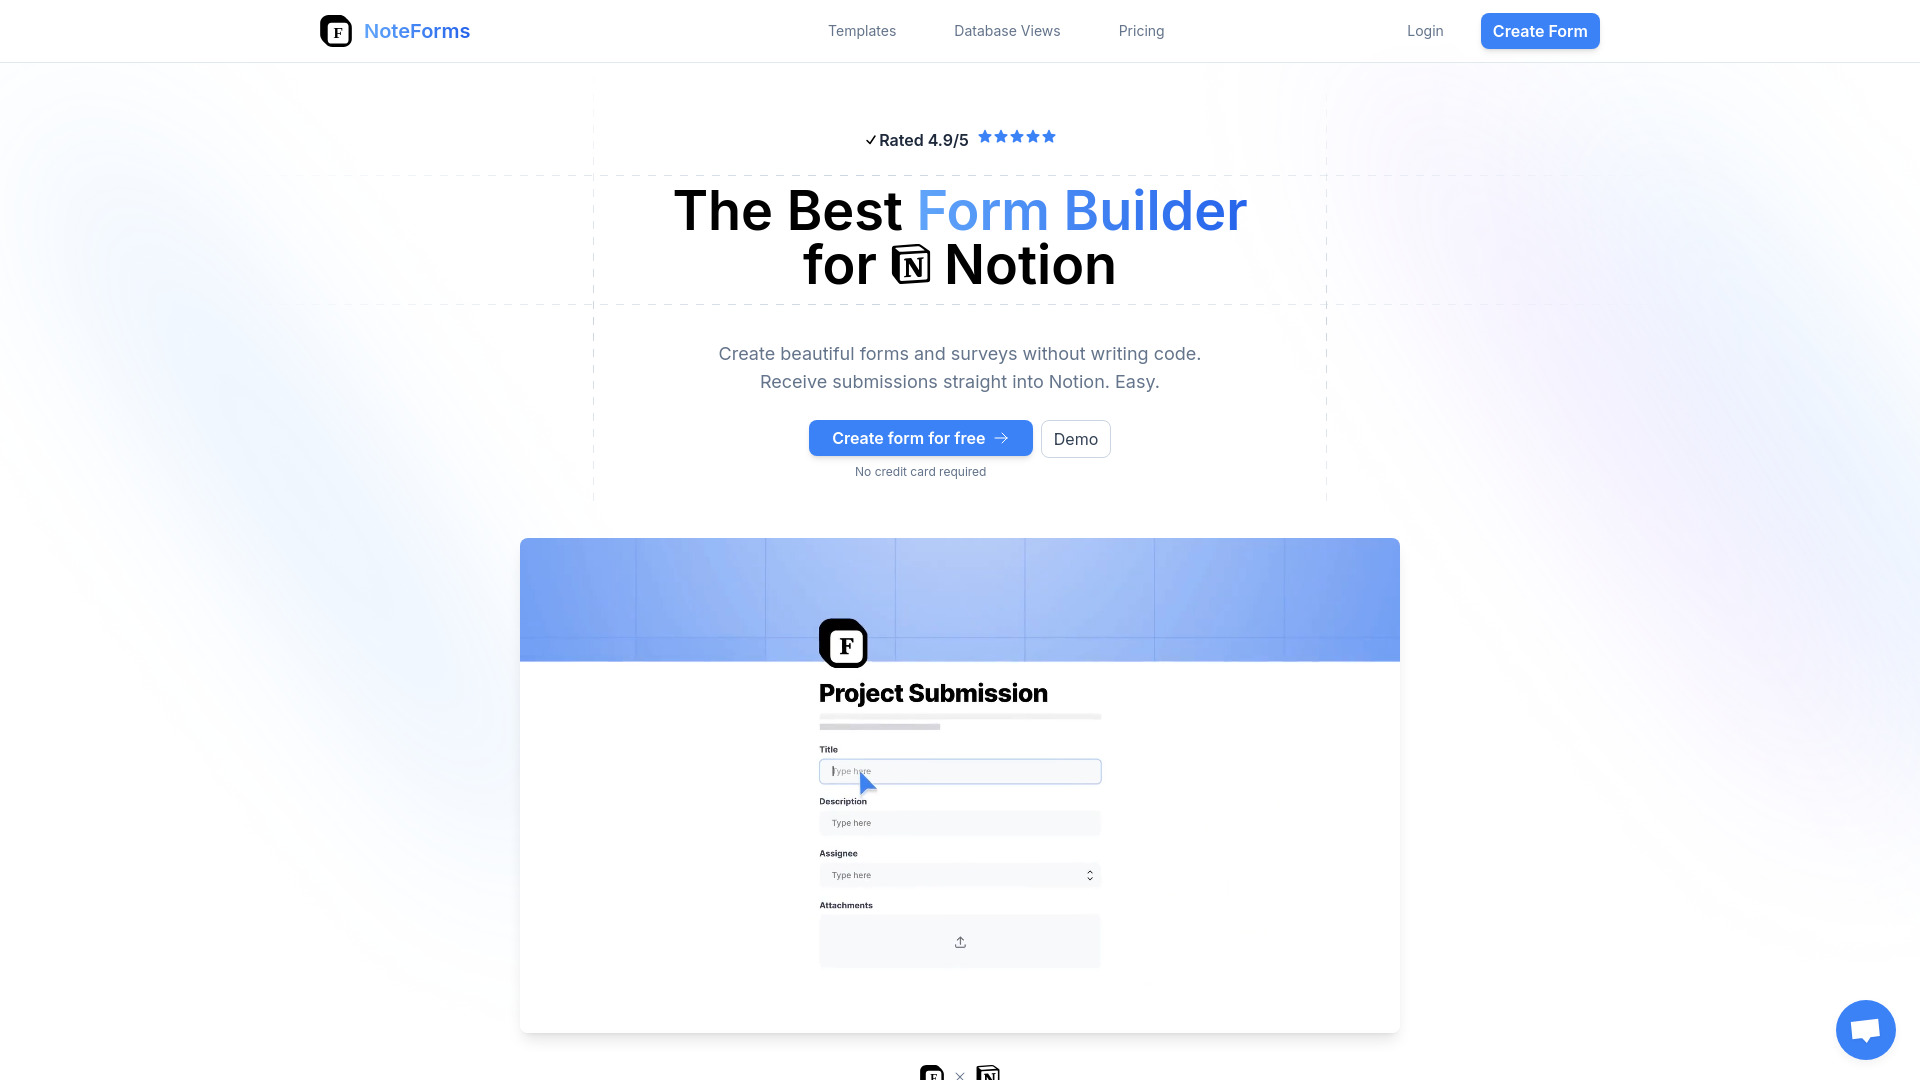 F NoteForms
Templates
Database Views
Pricing
Login
Create Form
Rated 4.9/5
The Best Form Builder
for N Notion
Create beautiful forms and surveys without writing code.
Receive submissions straight into Notion. Easy.
Create form for free
Demo
No credit card required
F
Project Submission
Title
Type here
Description
Type here
Assignee
Type here
Attachments
F × N